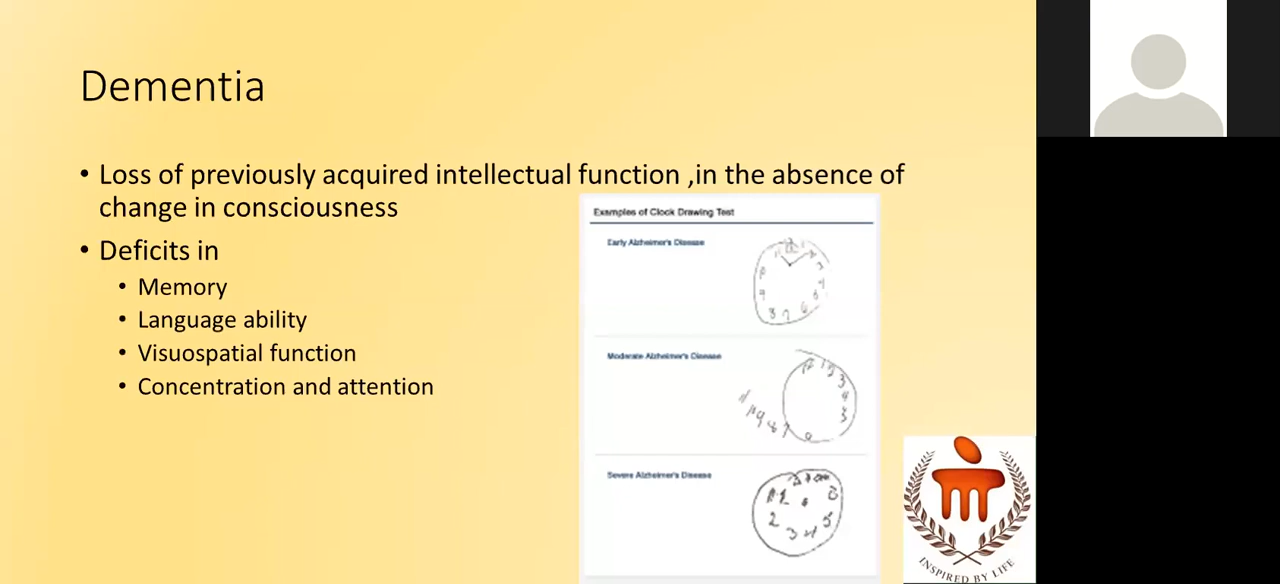 Dementia
• Loss of previously acquired intellectual function ,in the absence of
change in consciousness
• Deficits in
• Memory
• Language ability
• Visuospatial function
• Concentration and attention
Examples of Clock Drawing Test
Early Alzheimer's Disease
Moderate Alzheimer's Disease
Severe Alzheimer's Disease
INSPIRED BY LIFE